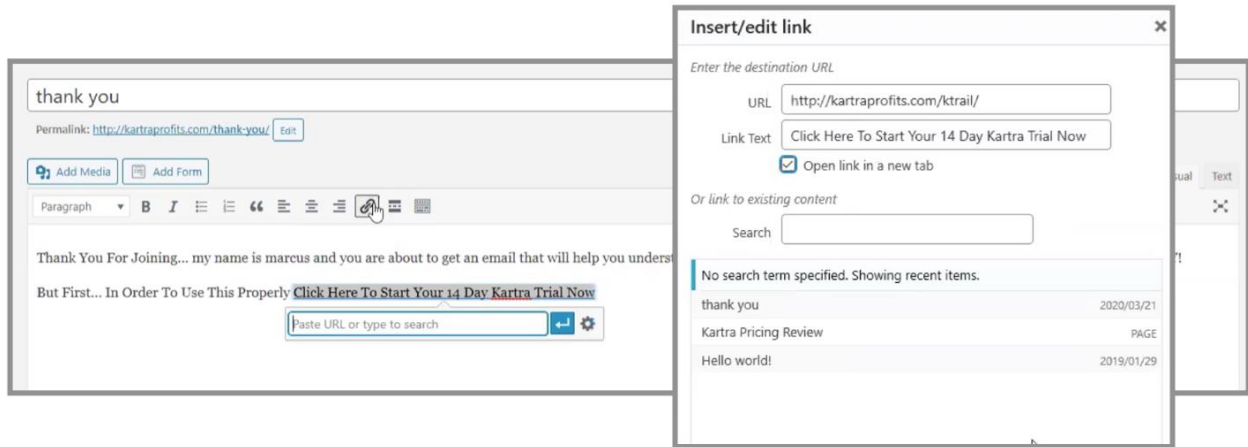 thank you
Permalink: http://kartraprofits.com/thank-you/ Edit
Add Media Add Form
Text
Paragraph B I
Thank You For Joining... my name is marcus and you are about to get an email that will help you
But First... In Order To Use This Properly Click Here To Start Your 14 Day Kartra Trial Now
Paste URL or type to search
Insert/edit link
Enter the destination URL
URL http://kartraprofits.com/ktrail/
Link Text Click Here To Start Your 14 Day Kartra Trial Now
Open link in a new tab
Or link to existing content
Search
No search term specified. Showing recent items.
thank you 2020/03/21
Kartra Pricing Review PAGE
Hello world! 2019/01/29